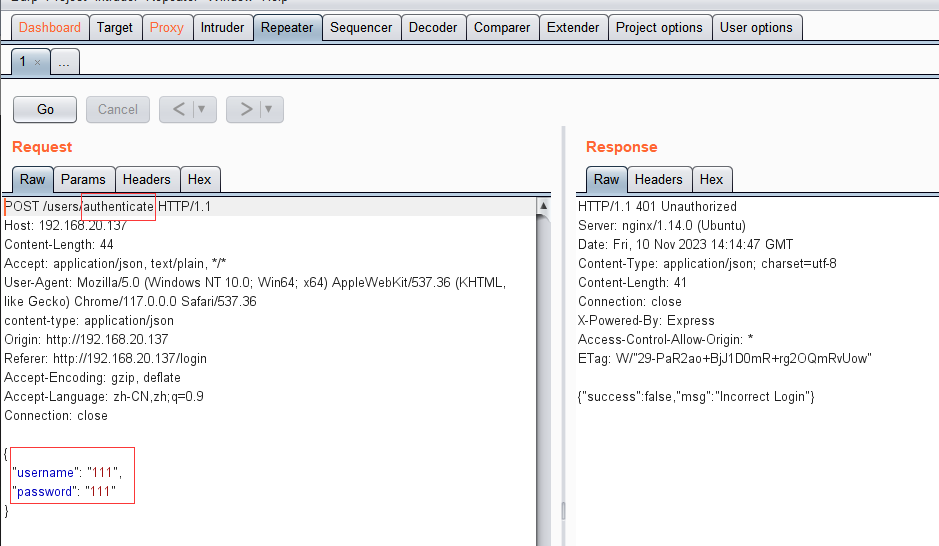 Burp Project Intruder Repeater Window Help
Dashboard Target Proxy Intruder Repeater Sequencer Decoder Comparer Extender Project options User options
1 × ...
Go Cancel < ▼ > ▼
Request
Raw Params Headers Hex
POST /users/authenticate HTTP/1.1
Host: 192.168.20.137
Content-Length: 44
Accept: application/json, text/plain, */*
User-Agent: Mozilla/5.0 (Windows NT 10.0; Win64; x64) AppleWebKit/537.36 (KHTML,
like Gecko) Chrome/117.0.0.0 Safari/537.36
content-type: application/json
Origin: http://192.168.20.137
Referer: http://192.168.20.137/login
Accept-Encoding: gzip, deflate
Accept-Language: zh-CN,zh;q=0.9
Connection: close
{
"username": "111",
"password": "111"
}
Response
Raw Headers Hex
HTTP/1.1 401 Unauthorized
Server: nginx/1.14.0 (Ubuntu)
Date: Fri, 10 Nov 2023 14:14:47 GMT
Content-Type: application/json; charset=utf-8
Content-Length: 41
Connection: close
X-Powered-By: Express
Access-Control-Allow-Origin: *
ETag: W/"29-PaR2ao+BjJ1D0mR+rg2OQmRvUow"
{"success":false,"msg":"Incorrect Login"}